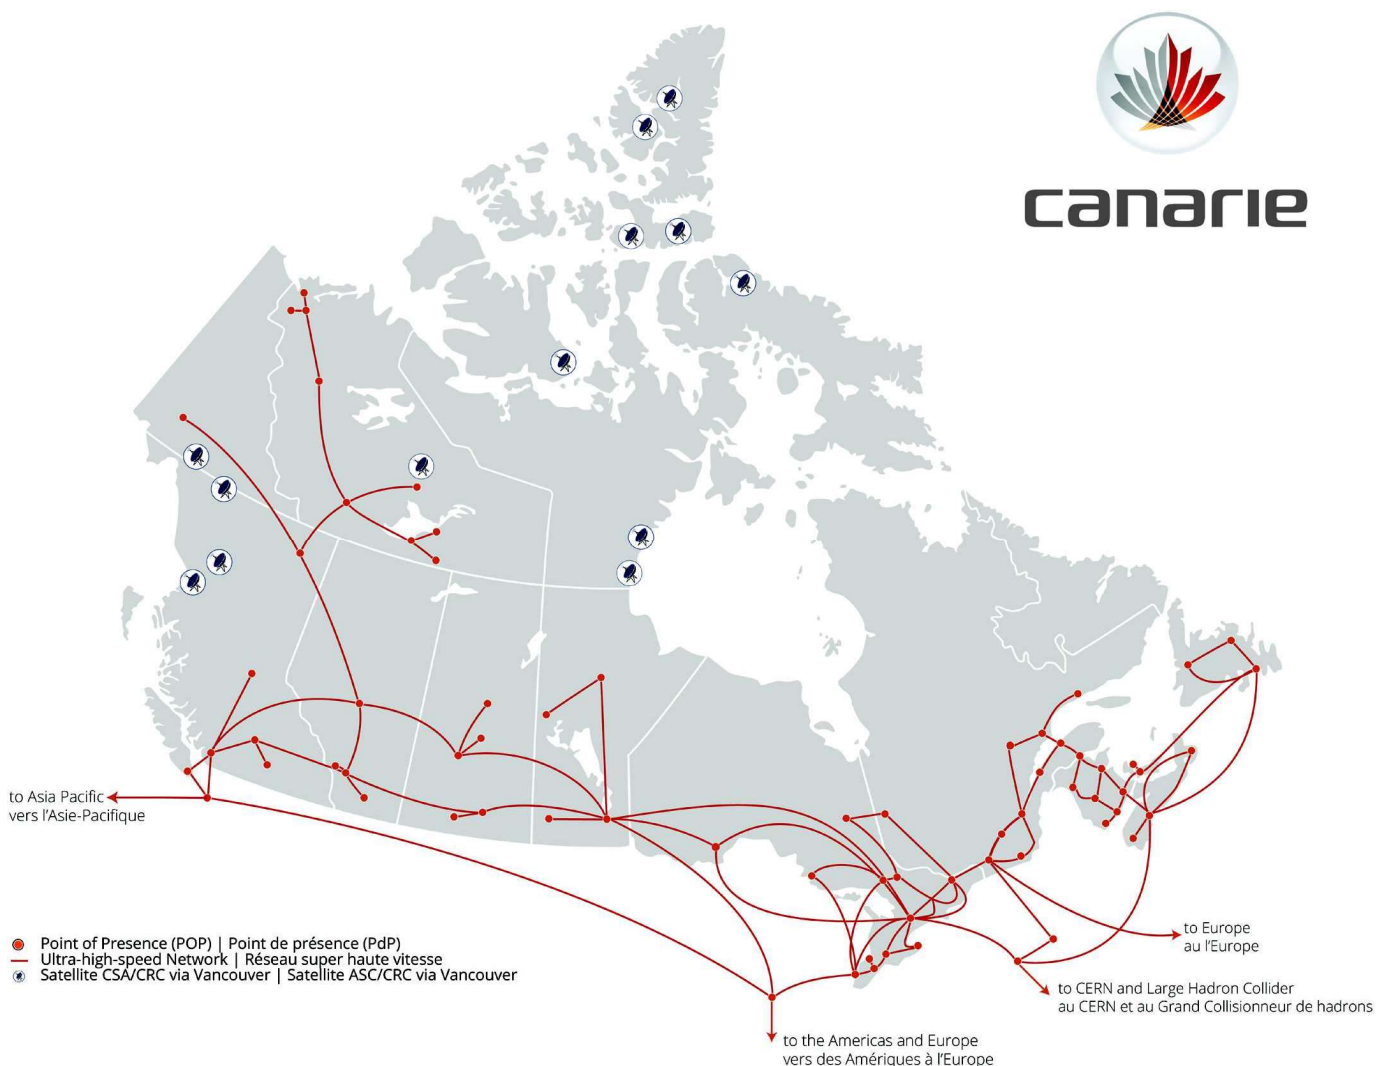 canarie
to Asia Pacific
vers l'Asie-Pacifique
Point of Presence (POP) | Point de présence (PdP)
Ultra-high-speed Network | Réseau super haute vitesse
Satellite CSA/CRC via Vancouver | Satellite ASC/CRC via Vancouver
to Europe
au l'Europe
to CERN and Large Hadron Collider
au CERN et au Grand Collisionneur de hadrons
to the Americas and Europe
vers des Amériques à l'Europe